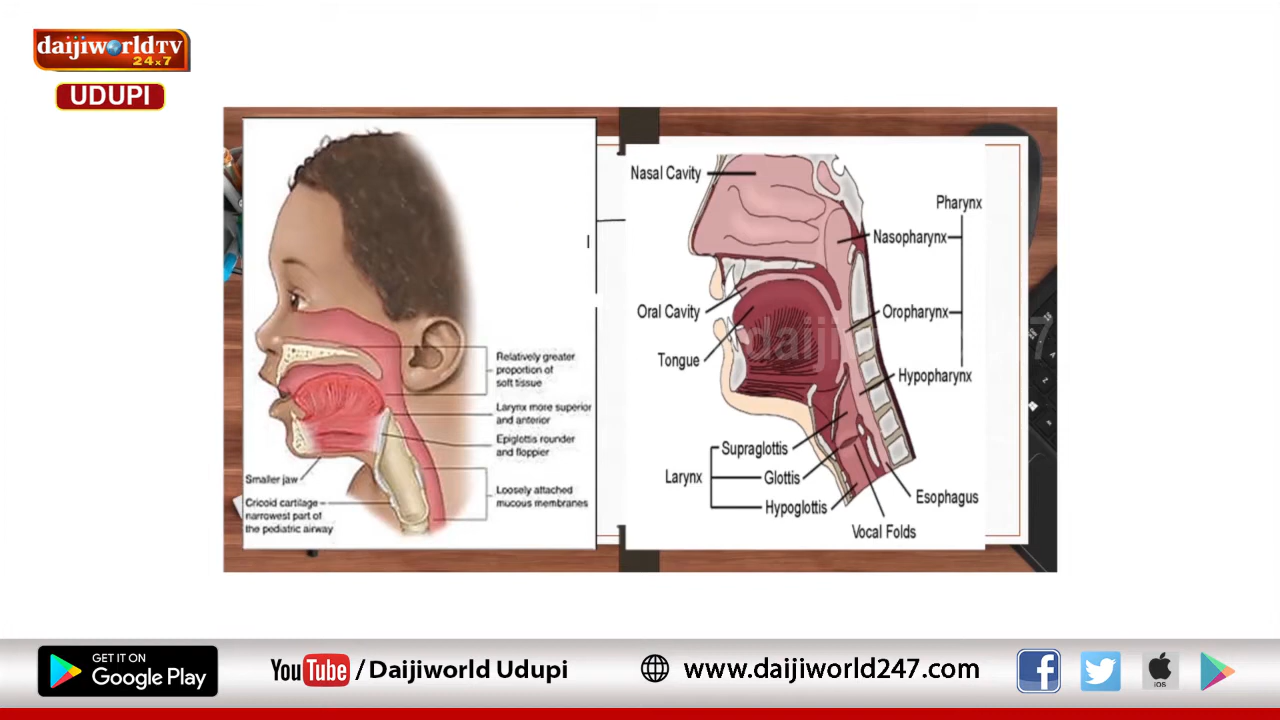 daijiworldTV
24x7
UDUPI
Relatively greater
proportion of
soft tissue
Larynx more superior
and anterior
Epiglottis rounder
and floppier
Loosely attached
mucous membranes
Smaller jaw
Cricoid cartilage
narrowest part of
the pediatric airway
Nasal Cavity
Oral Cavity
Tongue
Pharynx
Nasopharynx
Oropharynx
Hypopharynx
Larynx
Supraglottis
Glottis
Hypoglottis
Vocal Folds
Esophagus
daijiworld247
GET IT ON
Google Play
YouTube / Daijiworld Udupi
www.daijiworld247.com
iOS